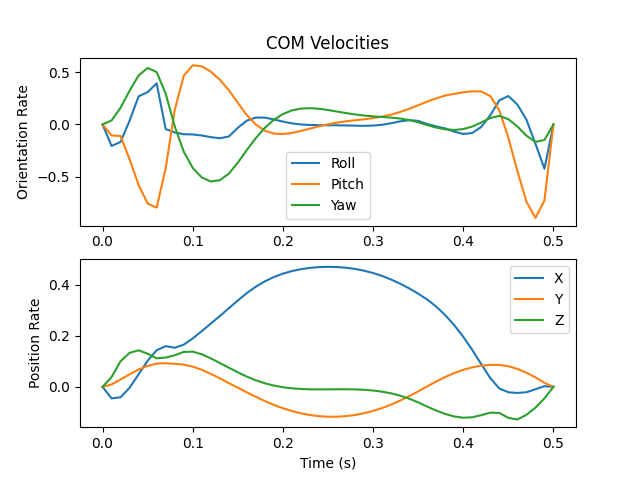 COM Velocities
Orientation Rate
0.5
0.0
−0.5
Roll
Pitch
Yaw
0.0 0.1 0.2 0.3 0.4 0.5
Position Rate
0.4
0.2
0.0
X
Y
Z
0.0 0.1 0.2 0.3 0.4 0.5
Time (s)